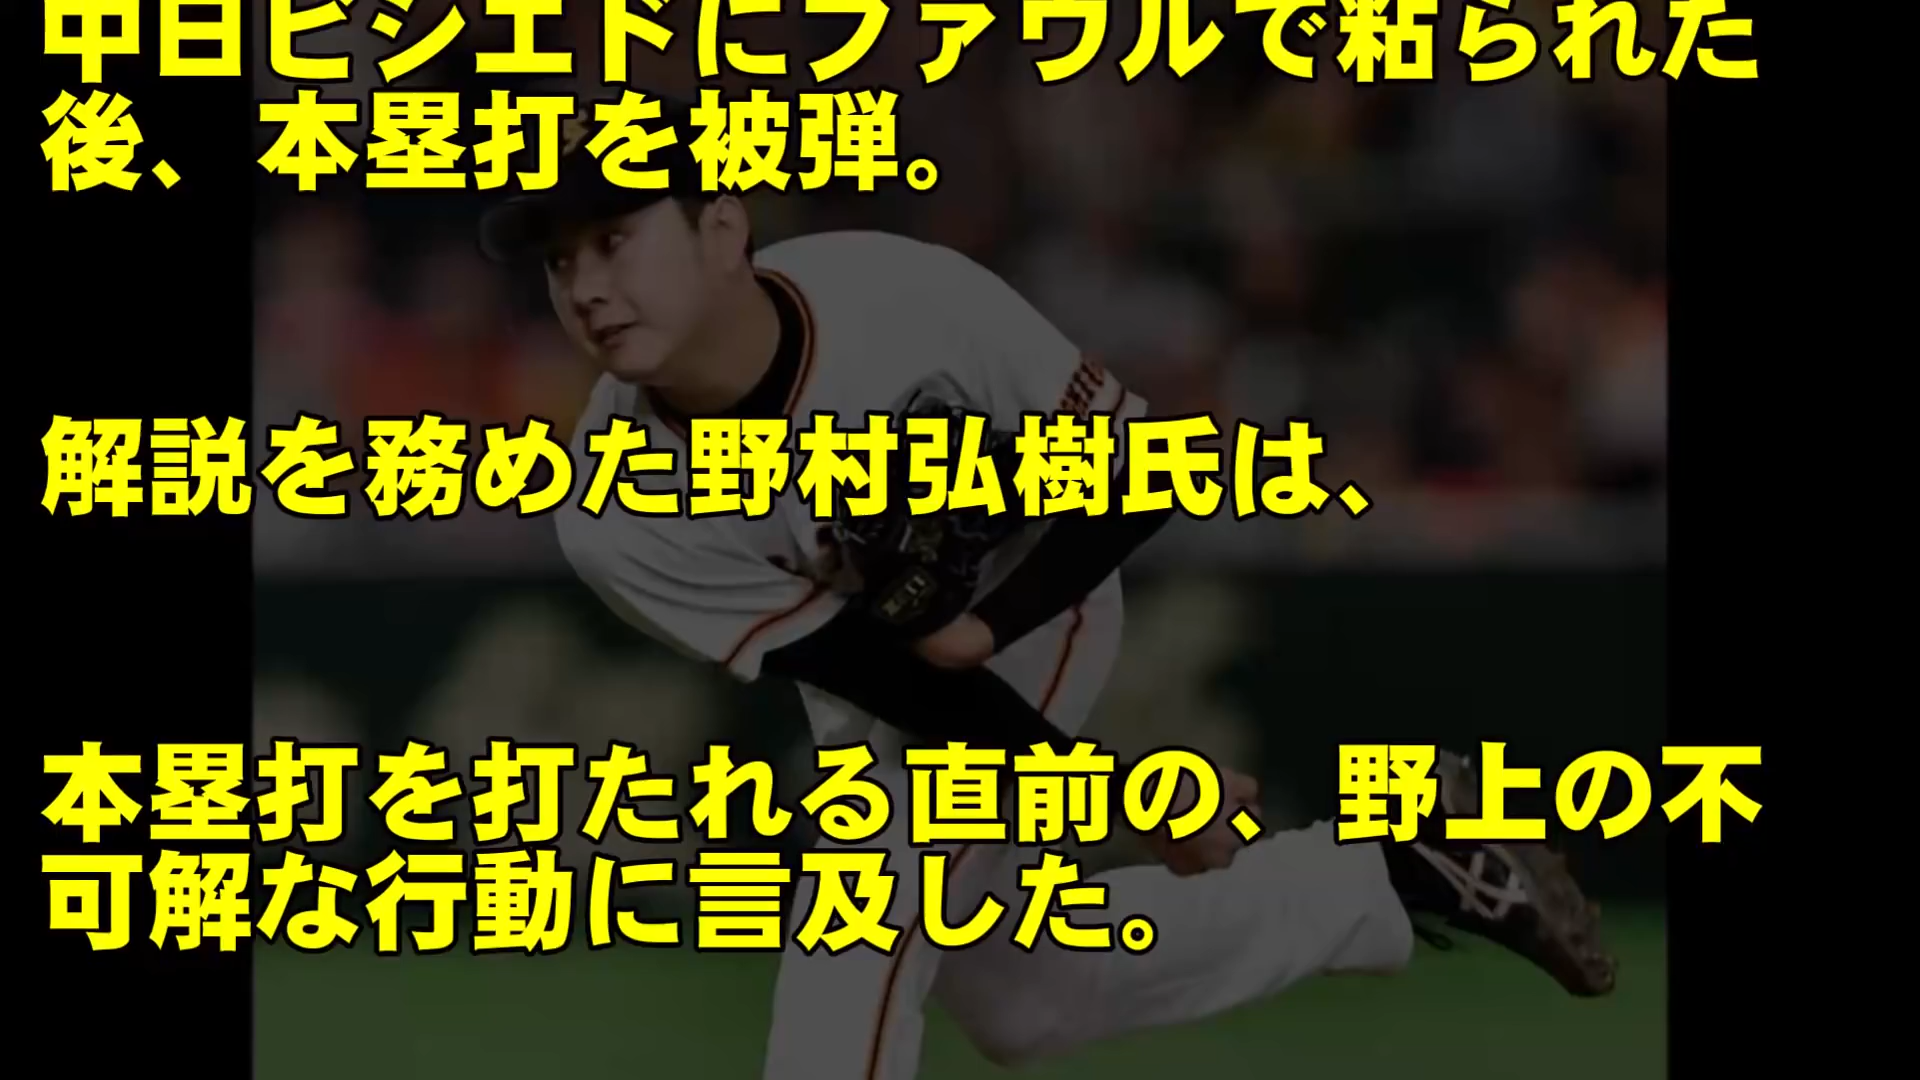 中日ビシエドにファウルで粘られた
後、本塁打を被弾。
解説を務めた野村弘樹氏は、
本塁打を打たれる直前の、野上の不
可解な行動に言及した。